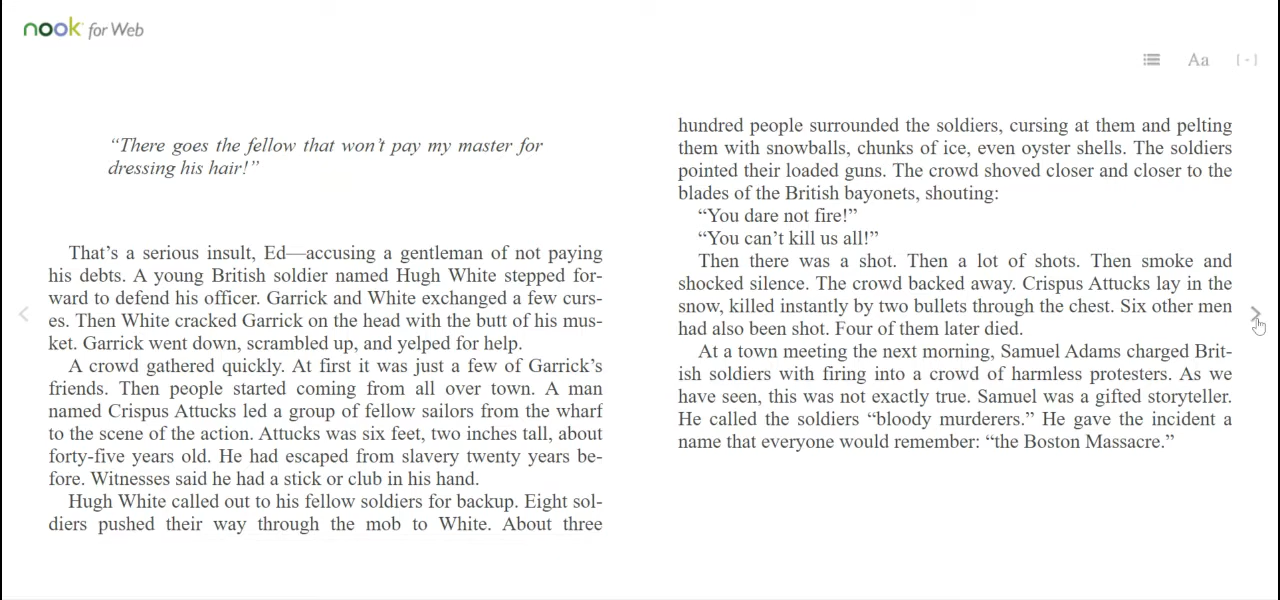 nook for Web
Aa
“There goes the fellow that won’t pay my master for
dressing his hair!”
That’s a serious insult, Ed—accusing a gentleman of not paying
his debts. A young British soldier named Hugh White stepped for-
ward to defend his officer. Garrick and White exchanged a few curs-
es. Then White cracked Garrick on the head with the butt of his mus-
ket. Garrick went down, scrambled up, and yelped for help.
A crowd gathered quickly. At first it was just a few of Garrick’s
friends. Then people started coming from all over town. A man
named Crispus Attucks led a group of fellow sailors from the wharf
to the scene of the action. Attucks was six feet, two inches tall, about
forty-five years old. He had escaped from slavery twenty years be-
fore. Witnesses said he had a stick or club in his hand.
Hugh White called out to his fellow soldiers for backup. Eight sol-
diers pushed their way through the mob to White. About three
hundred people surrounded the soldiers, cursing at them and pelting
them with snowballs, chunks of ice, even oyster shells. The soldiers
pointed their loaded guns. The crowd shoved closer and closer to the
blades of the British bayonets, shouting:
“You dare not fire!”
“You can’t kill us all!”
Then there was a shot. Then a lot of shots. Then smoke and
shocked silence. The crowd backed away. Crispus Attucks lay in the
snow, killed instantly by two bullets through the chest. Six other men
had also been shot. Four of them later died.
At a town meeting the next morning, Samuel Adams charged Brit-
ish soldiers with firing into a crowd of harmless protesters. As we
have seen, this was not exactly true. Samuel was a gifted storyteller.
He called the soldiers “bloody murderers.” He gave the incident a
name that everyone would remember: “the Boston Massacre.”